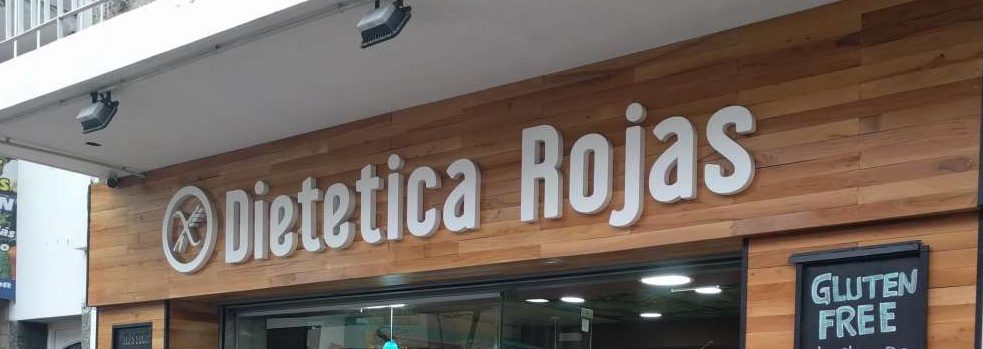 Dietetica Rojas
GLUTEN
FREE